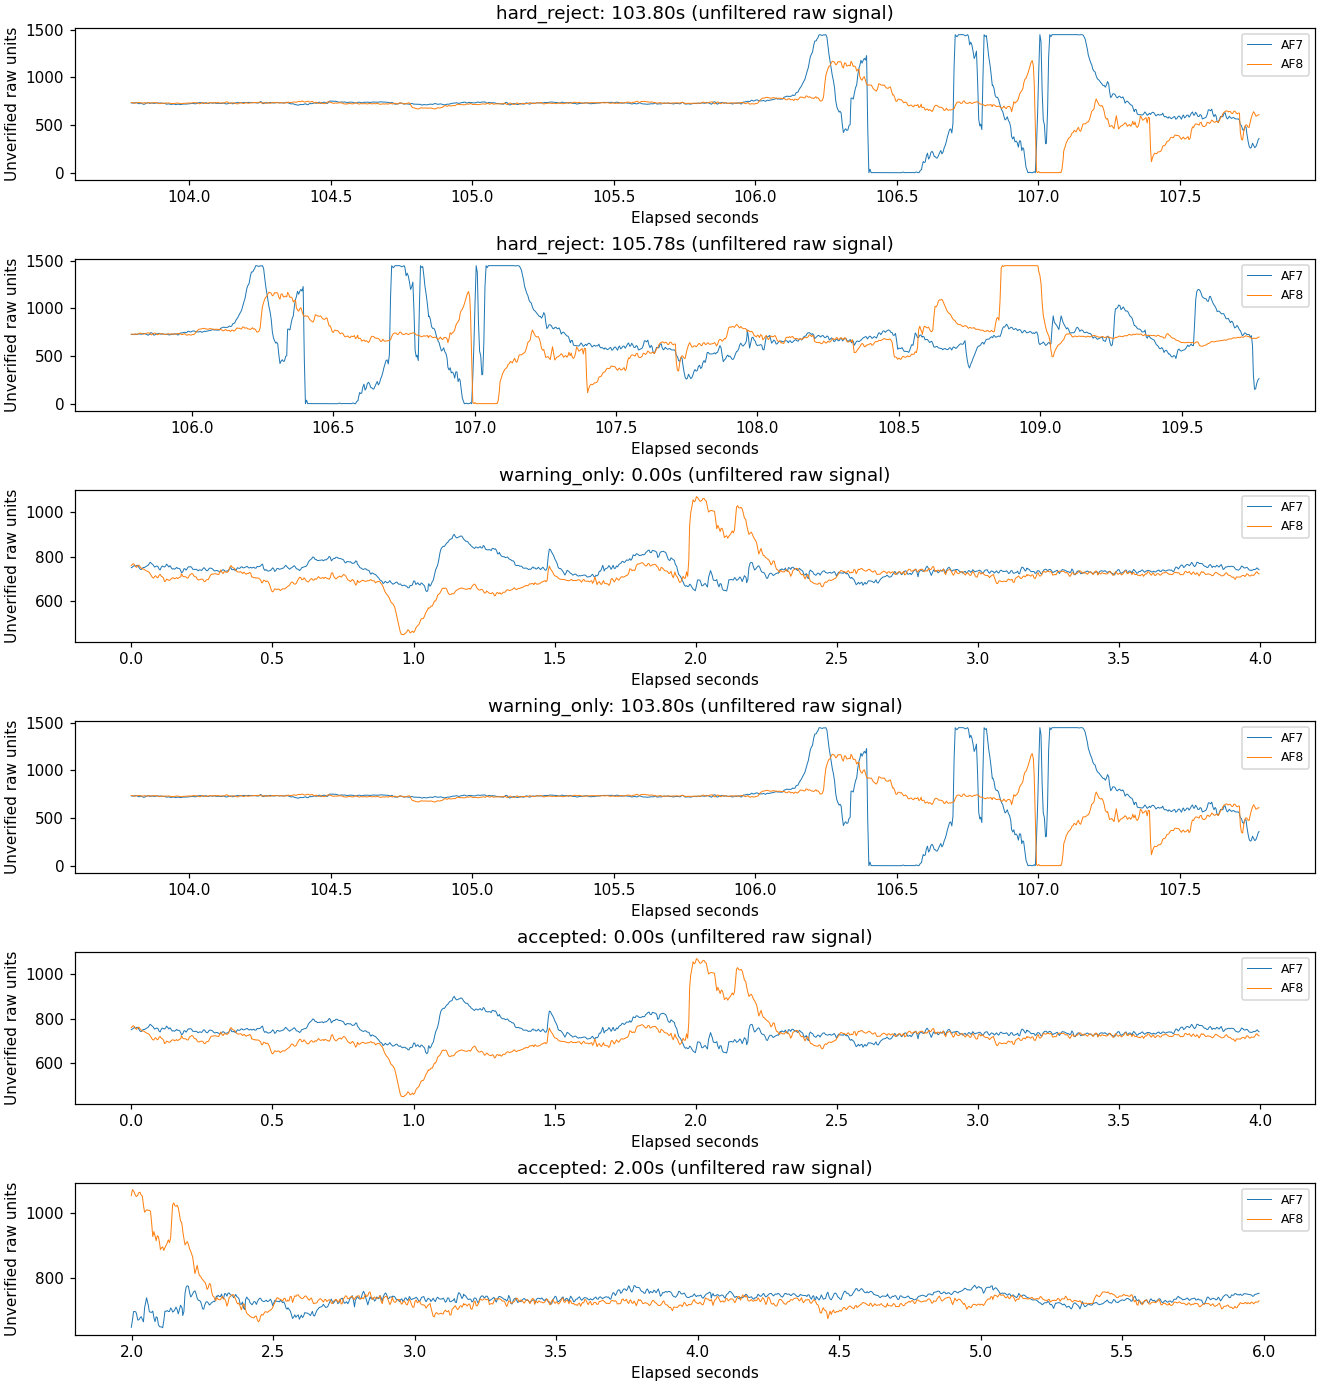 hard_reject: 103.80s (unfiltered raw signal)
Unverified raw units
1500
1000
500
0
AF7
AF8
104.0 104.5 105.0 105.5 106.0 106.5 107.0 107.5
Elapsed seconds
hard_reject: 105.78s (unfiltered raw signal)
Unverified raw units
1500
1000
500
0
AF7
AF8
106.0 106.5 107.0 107.5 108.0 108.5 109.0 109.5
Elapsed seconds
warning_only: 0.00s (unfiltered raw signal)
Unverified raw units
1000
800
600
AF7
AF8
0.0 0.5 1.0 1.5 2.0 2.5 3.0 3.5 4.0
Elapsed seconds
warning_only: 103.80s (unfiltered raw signal)
Unverified raw units
1500
1000
500
0
AF7
AF8
104.0 104.5 105.0 105.5 106.0 106.5 107.0 107.5
Elapsed seconds
accepted: 0.00s (unfiltered raw signal)
Unverified raw units
1000
800
600
AF7
AF8
0.0 0.5 1.0 1.5 2.0 2.5 3.0 3.5 4.0
Elapsed seconds
accepted: 2.00s (unfiltered raw signal)
Unverified raw units
1000
800
AF7
AF8
2.0 2.5 3.0 3.5 4.0 4.5 5.0 5.5 6.0
Elapsed seconds